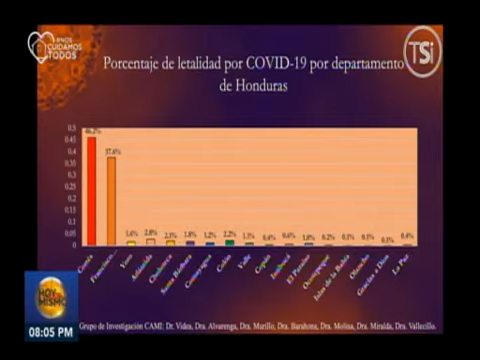 #NOS
CUIDAMOS
TODOS
TSi
Porcentaje de letalidad por COVID-19 por departamento
de Honduras
0.5
0.45
0.4
0.35
0.3
0.25
0.2
0.15
0.1
0.05
0
46.2%
37.6%
1.6%
2.8%
2.1%
1.8%
1.2%
2.2%
1.1%
0.4%
0.6%
1.0%
0.2%
0.1%
0.1%
0.1%
0.4%
Cortés
Francisco...
Yoro
Atlántida
Choluteca
Santa Bárbara
Comayagua
Colón
Valle
Copán
Intibucá
El Paraíso
Ocotepeque
Islas de la Bahía
Olancho
Gracias a Dios
La Paz
HOY
MISMO
08:05 PM
Grupo de Investigación CAMI: Dr. Videa, Dra. Alvarenga, Dra. Murillo, Dra. Barahona, Dra. Molina, Dra. Miralda, Dra. Vallecillo.